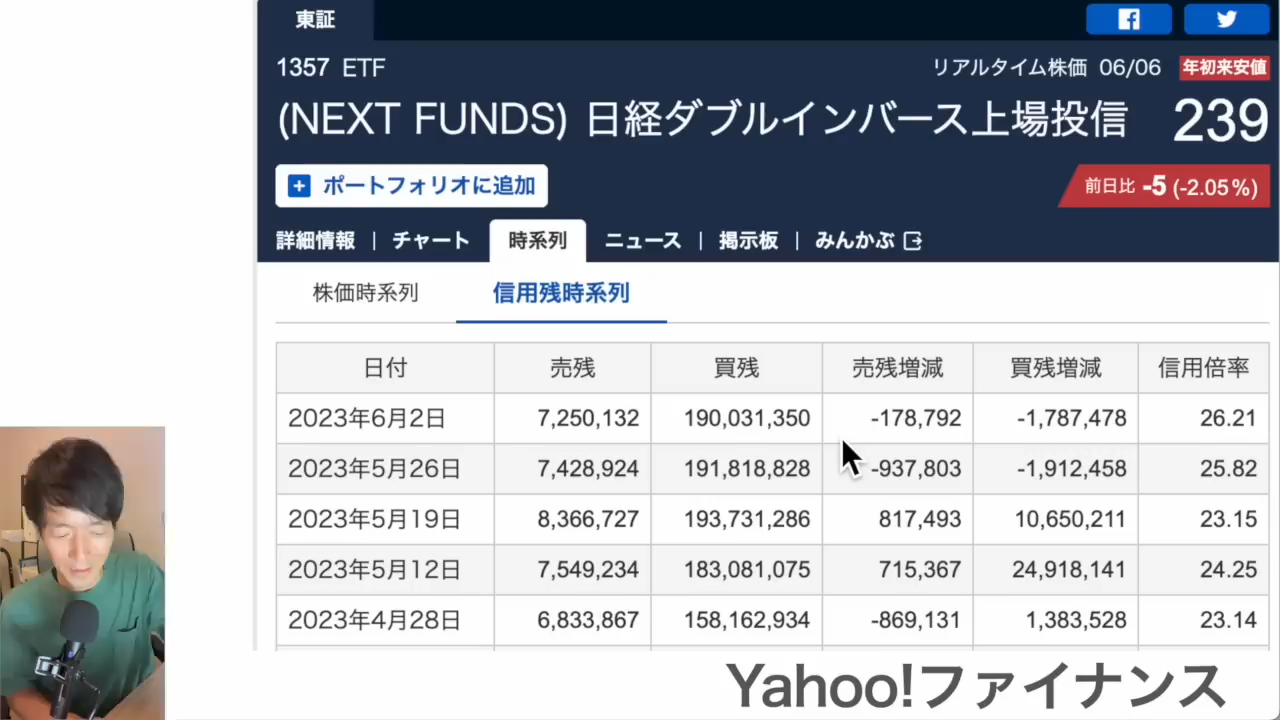 東証
1357 ETF
リアルタイム株価 06/06 年初来安値
(NEXT FUNDS) 日経ダブルインバース上場投信 239
ポートフォリオに追加
前日比 -5 (-2.05%)
詳細情報 | チャート 時系列 ニュース | 掲示板 | みんかぶ
株価時系列 信用残時系列
日付 売残 買残 売残増減 買残増減 信用倍率
2023年6月2日 7,250,132 190,031,350 -178,792 -1,787,478 26.21
2023年5月26日 7,428,924 191,818,828 -937,803 -1,912,458 25.82
2023年5月19日 8,366,727 193,731,286 817,493 10,650,211 23.15
2023年5月12日 7,549,234 183,081,075 715,367 24,918,141 24.25
2023年4月28日 6,833,867 158,162,934 -869,131 1,383,528 23.14
Yahoo!ファイナンス